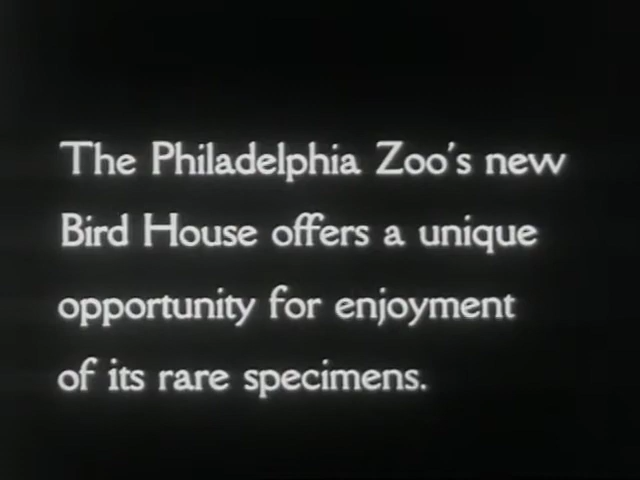 The Philadelphia Zoo's new
Bird House offers a unique
opportunity for enjoyment
of its rare specimens.